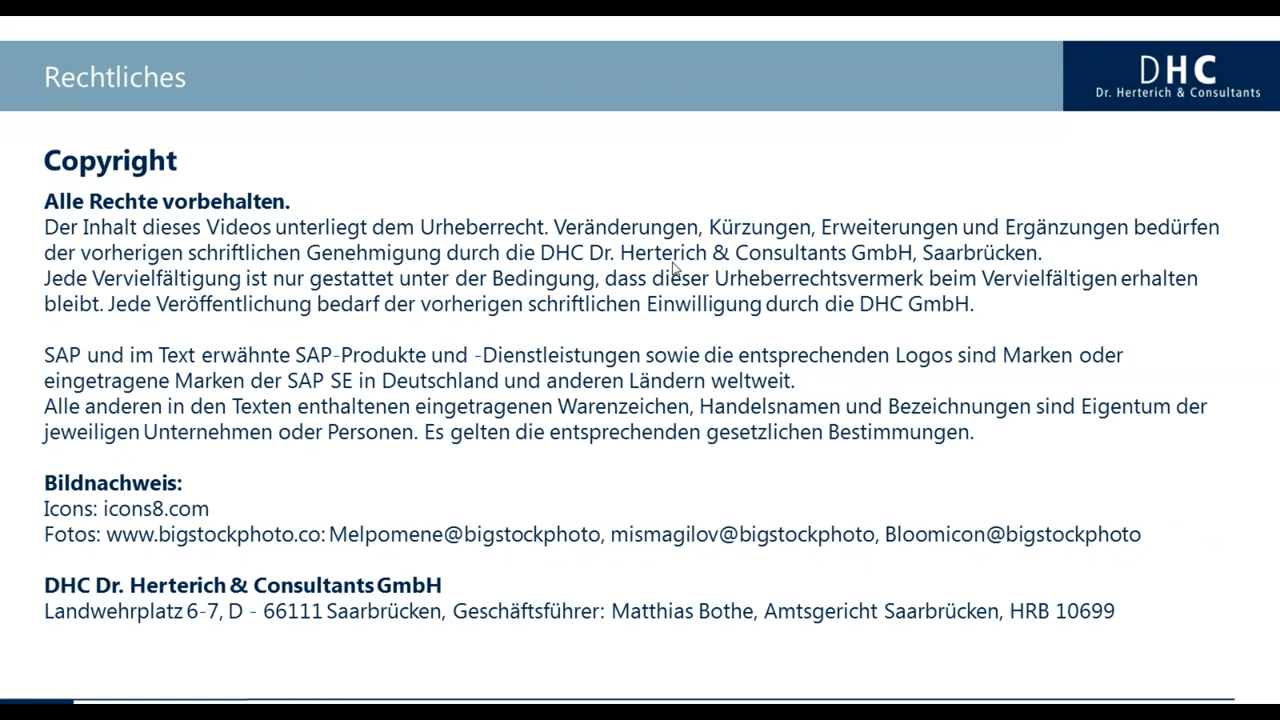 Rechtliches
DHC
Dr. Herterich & Consultants
Copyright
Alle Rechte vorbehalten.
Der Inhalt dieses Videos unterliegt dem Urheberrecht. Veränderungen, Kürzungen, Erweiterungen und Ergänzungen bedürfen
der vorherigen schriftlichen Genehmigung durch die DHC Dr. Herterich & Consultants GmbH, Saarbrücken.
Jede Vervielfältigung ist nur gestattet unter der Bedingung, dass dieser Urheberrechtsvermerk beim Vervielfältigen erhalten
bleibt. Jede Veröffentlichung bedarf der vorherigen schriftlichen Einwilligung durch die DHC GmbH.
SAP und im Text erwähnte SAP-Produkte und -Dienstleistungen sowie die entsprechenden Logos sind Marken oder
eingetragene Marken der SAP SE in Deutschland und anderen Ländern weltweit.
Alle anderen in den Texten enthaltenen eingetragenen Warenzeichen, Handelsnamen und Bezeichnungen sind Eigentum der
jeweiligen Unternehmen oder Personen. Es gelten die entsprechenden gesetzlichen Bestimmungen.
Bildnachweis:
Icons: icons8.com
Fotos: www.bigstockphoto.co: Melpomene@bigstockphoto, mismagilov@bigstockphoto, Bloomicon@bigstockphoto
DHC Dr. Herterich & Consultants GmbH
Landwehrplatz 6-7, D - 66111 Saarbrücken, Geschäftsführer: Matthias Bothe, Amtsgericht Saarbrücken, HRB 10699